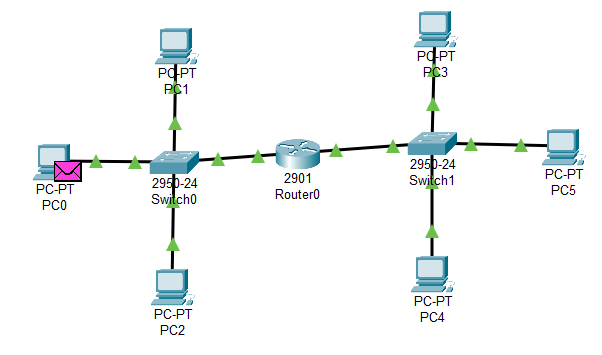 PC-PT
PC1
PC-PT
PC3
PC-PT
PC0
2950-24
Switch0
2901
Router0
2950-24
Switch1
PC-PT
PC5
PC-PT
PC2
PC-PT
PC4